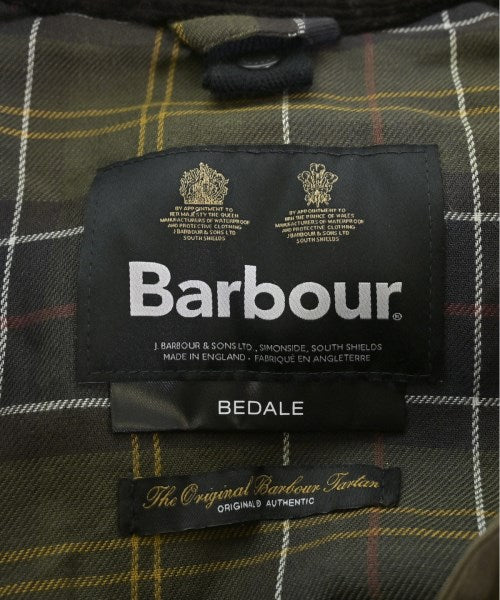 BY APPOINTMENT TO
HER MAJESTY THE QUEEN
MANUFACTURERS OF WATERPROOF
AND PROTECTIVE CLOTHING
J.BARBOUR & SONS LTD
SOUTH SHIELDS
BY APPOINTMENT TO
HRH THE PRINCE OF WALES
MANUFACTURERS OF WATERPROOF
AND PROTECTIVE CLOTHING
J.BARBOUR & SONS LTD
SOUTH SHIELDS
Barbour®
J. BARBOUR & SONS LTD., SIMONSIDE, SOUTH SHIELDS
MADE IN ENGLAND · FABRIQUÉ EN ANGLETERRE
BEDALE
The Original Barbour Tartan
ORIGINAL & AUTHENTIC